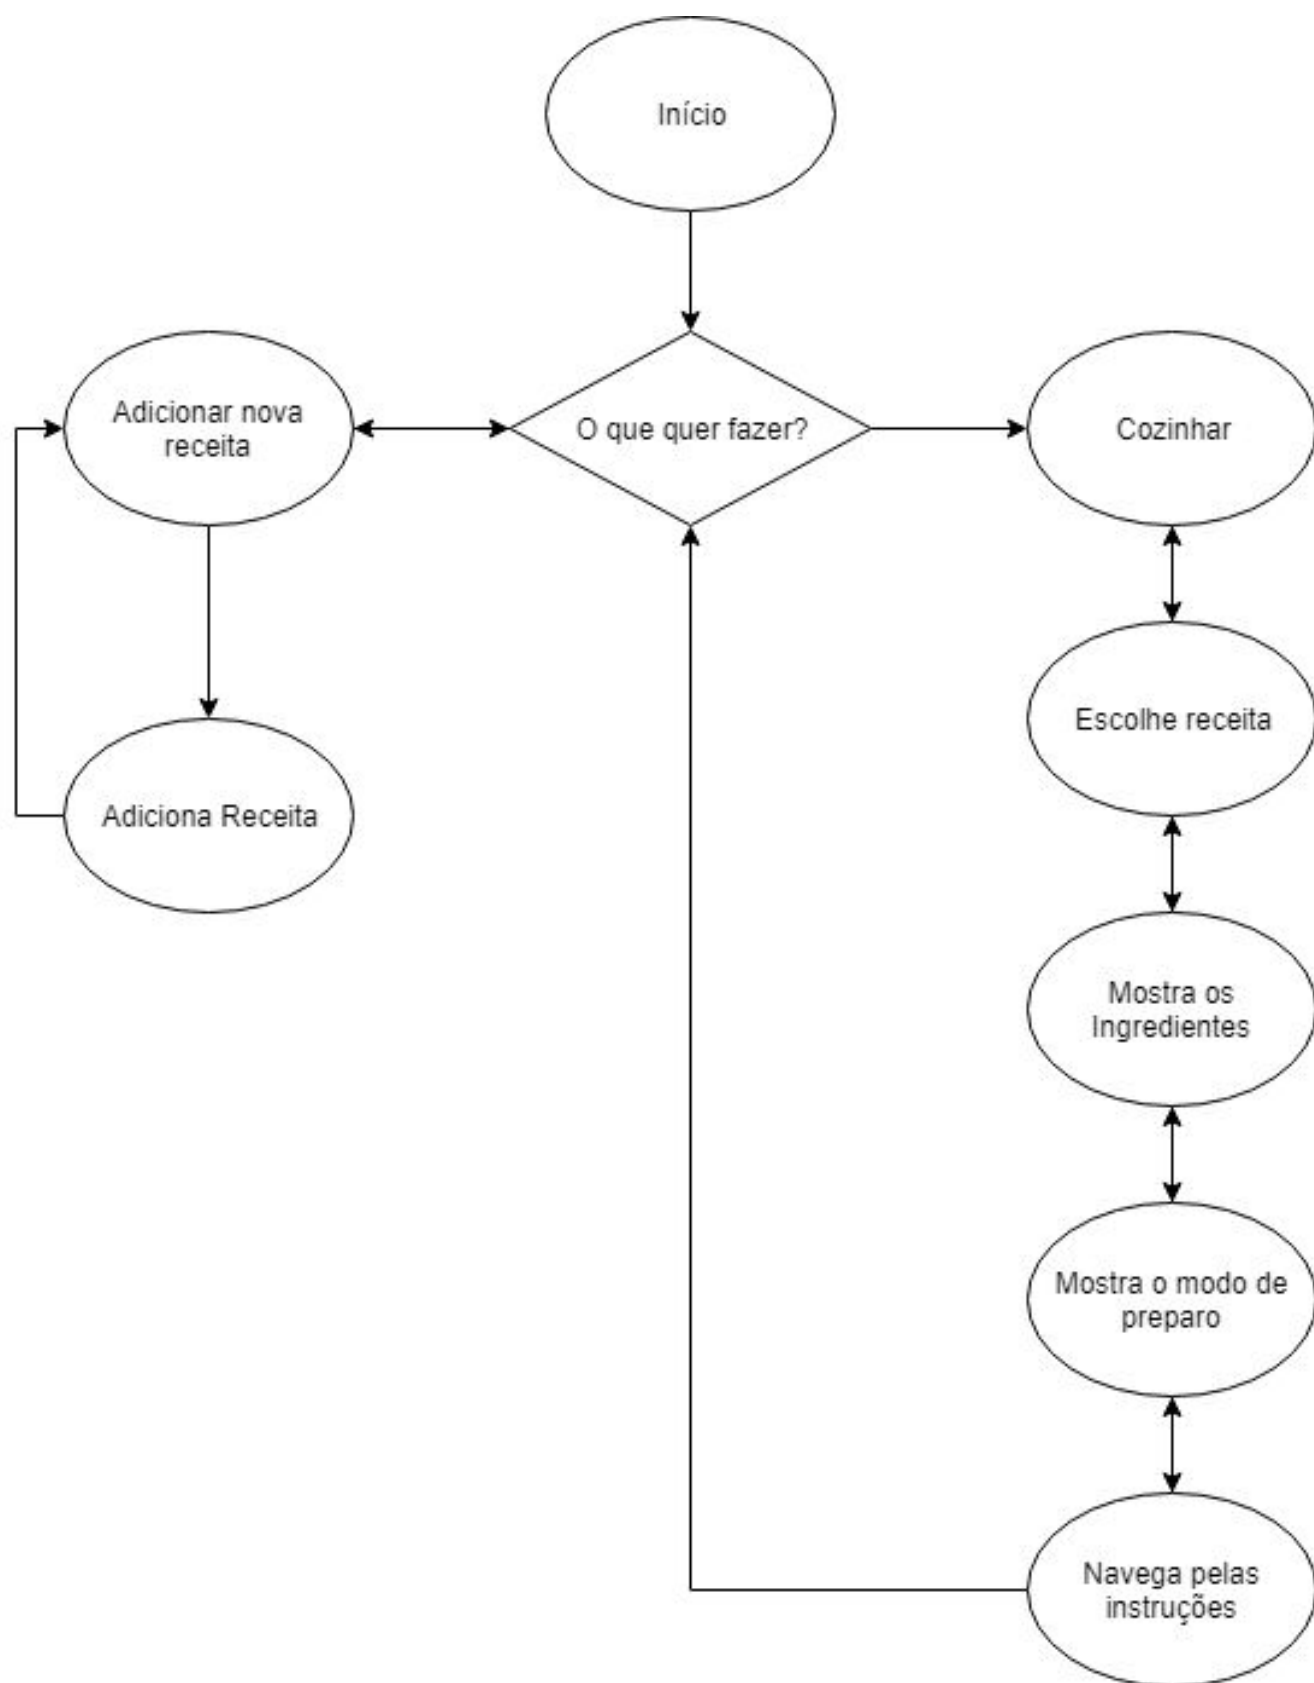 Início
Adicionar nova
receita
O que quer fazer?
Cozinhar
Escolhe receita
Adiciona Receita
Mostra os
Ingredientes
Mostra o modo de
preparo
Navega pelas
instruções